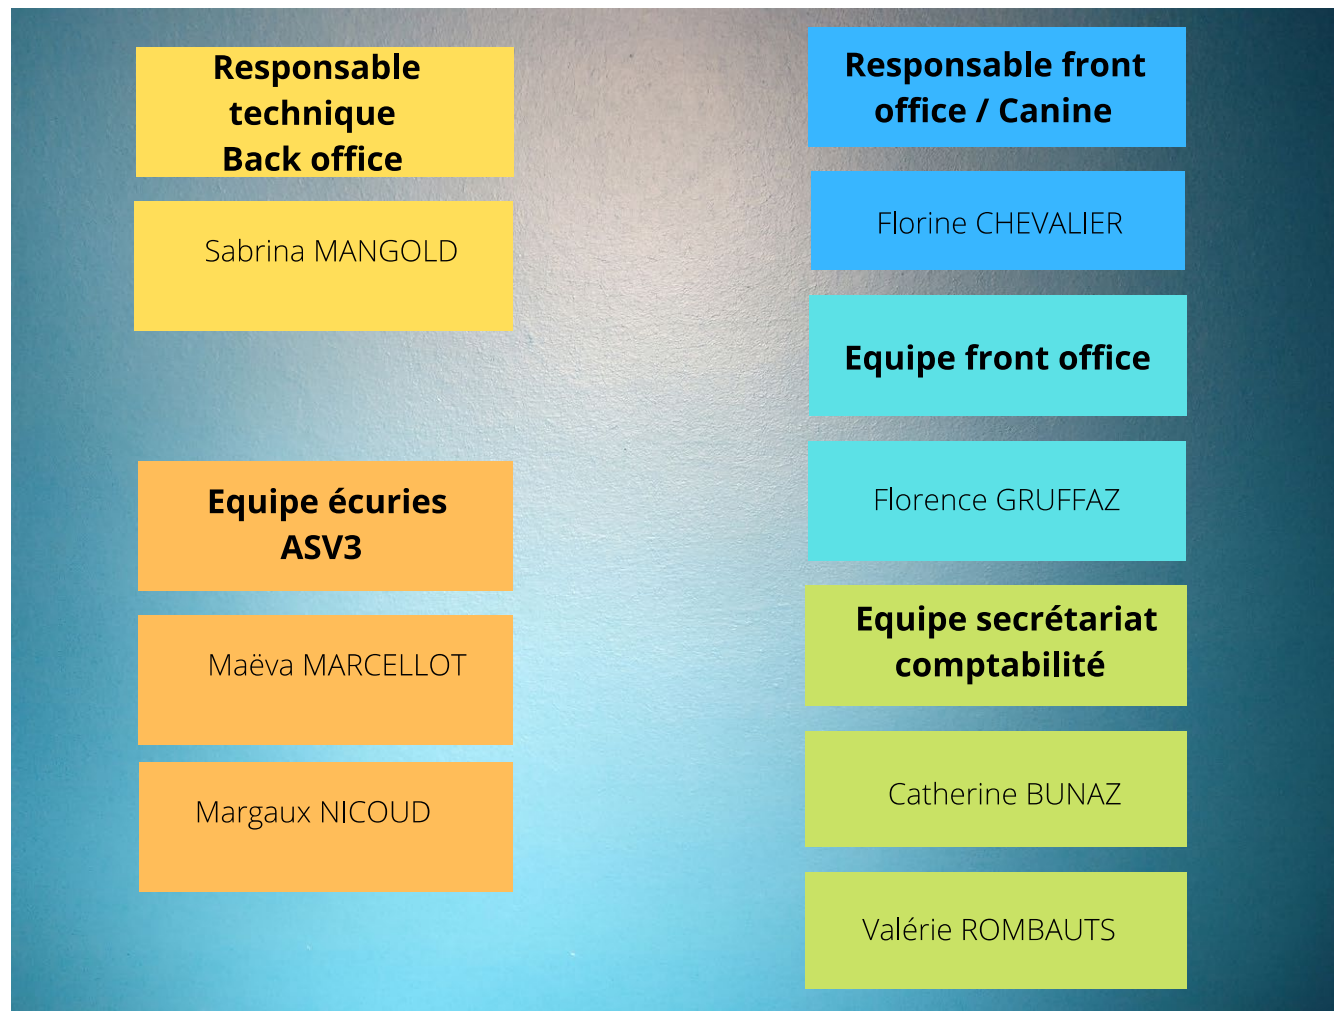 Responsable
technique
Back office
Sabrina MANGOLD
Equipe écuries
ASV3
Maëva MARCELLOT
Margaux NICOUD
Responsable front
office / Canine
Florine CHEVALIER
Equipe front office
Florence GRUFFAZ
Equipe secrétariat
comptabilité
Catherine BUNAZ
Valérie ROMBAUTS